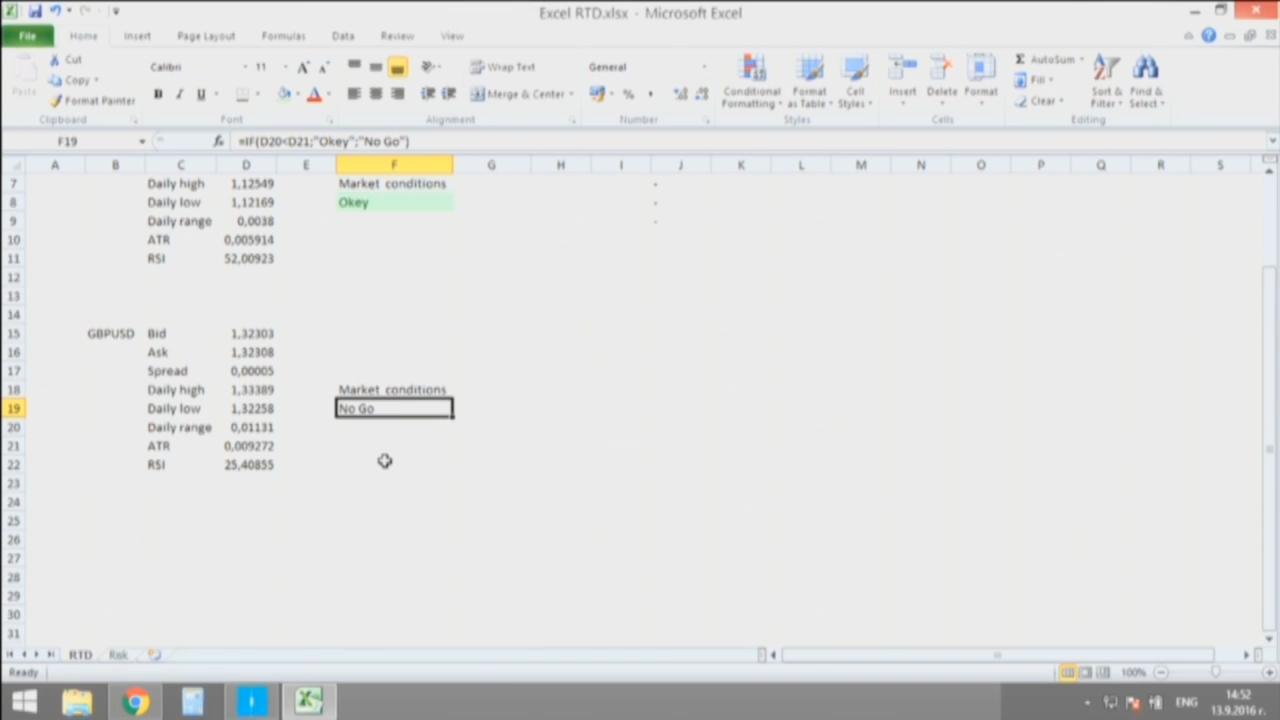 Excel RTD.xlsx - Microsoft Excel
File Home Insert Page Layout Formulas Data Review View
Cut
Copy
Paste
Format Painter
Clipboard
Calibri 11
B I U
Font
Wrap Text
Merge & Center
Alignment
General
%
Number
Conditional Formatting
Format as Table
Cell Styles
Styles
Insert Delete Format
Cells
AutoSum
Fill
Clear
Sort & Filter
Find & Select
Editing
F19 fx =IF(D20<D21;"Okey";"No Go")
A B C D E F G H I J K L M N O P Q R S
7 Daily high 1,12549 Market conditions
8 Daily low 1,12169 Okey
9 Daily range 0,0038
10 ATR 0,005914
11 RSI 52,00923
12
13
14
15 GBPUSD Bid 1,32303
16 Ask 1,32308
17 Spread 0,00005
18 Daily high 1,33389 Market conditions
19 Daily low 1,32258 No Go
20 Daily range 0,01131
21 ATR 0,009272
22 RSI 25,40855
23
24
25
26
27
28
29
30
31
RTD Risk
Ready 100%
ENG 14:52
13.9.2016 г.